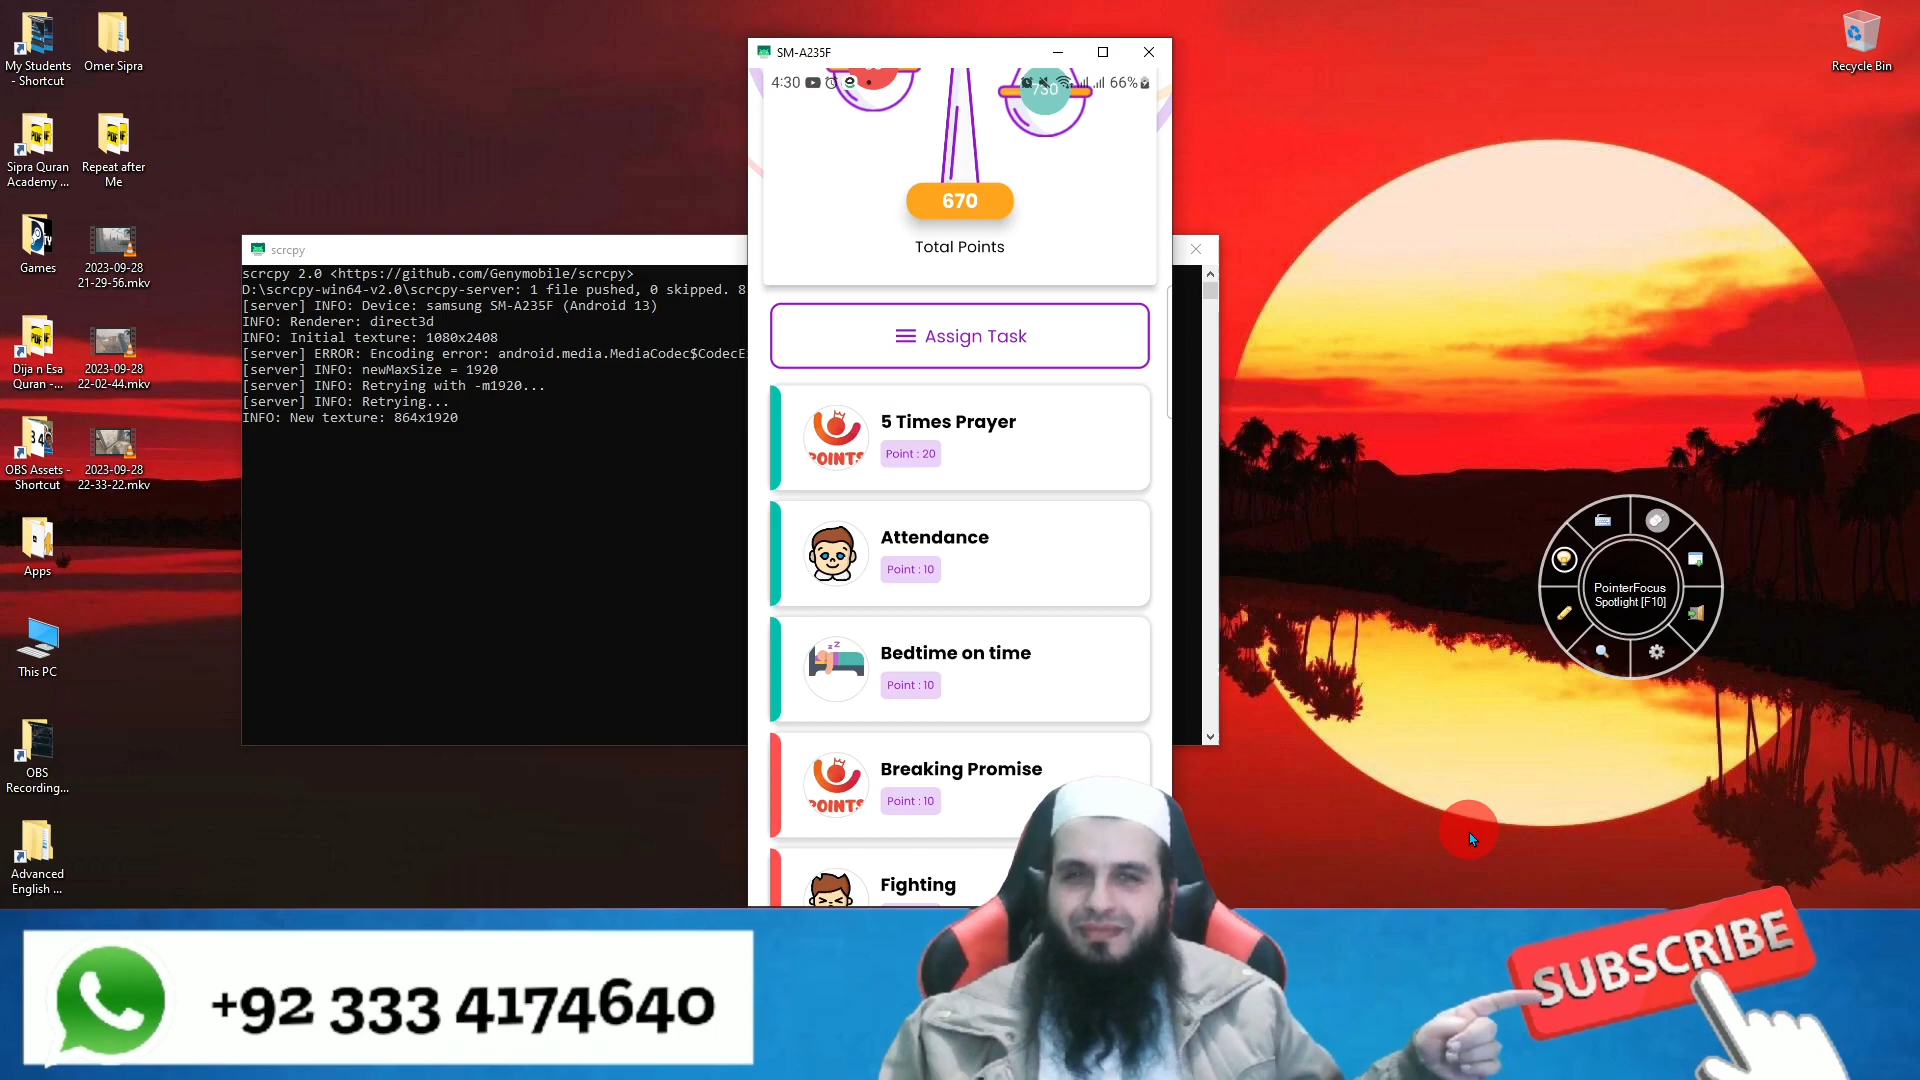 My Students
- Shortcut
Omer Sipra
Sipra Quran
Academy ...
Repeat after
Me
Games
2023-09-28
21-29-56.mkv
Dija n Esa
Quran -...
2023-09-28
22-02-44.mkv
OBS Assets -
Shortcut
2023-09-28
22-33-22.mkv
Apps
This PC
OBS
Recording...
Advanced
English ...
Recycle Bin
scrcpy
scrcpy 2.0 <https://github.com/Genymobile/scrcpy>
D:\scrcpy-win64-v2.0\scrcpy-server: 1 file pushed, 0 skipped. 8
[server] INFO: Device: samsung SM-A235F (Android 13)
INFO: Renderer: direct3d
INFO: Initial texture: 1080x2408
[server] ERROR: Encoding error: android.media.MediaCodec$CodecE
[server] INFO: newMaxSize = 1920
[server] INFO: Retrying with -m1920...
[server] INFO: Retrying...
INFO: New texture: 864x1920
SM-A235F
4:30
66%
730
670
Total Points
Assign Task
5 Times Prayer
Point : 20
POINTS
Attendance
Point : 10
Bedtime on time
Point : 10
Breaking Promise
Point : 10
POINTS
Fighting
PointerFocus
Spotlight [F10]
+92 333 4174640
SUBSCRIBE